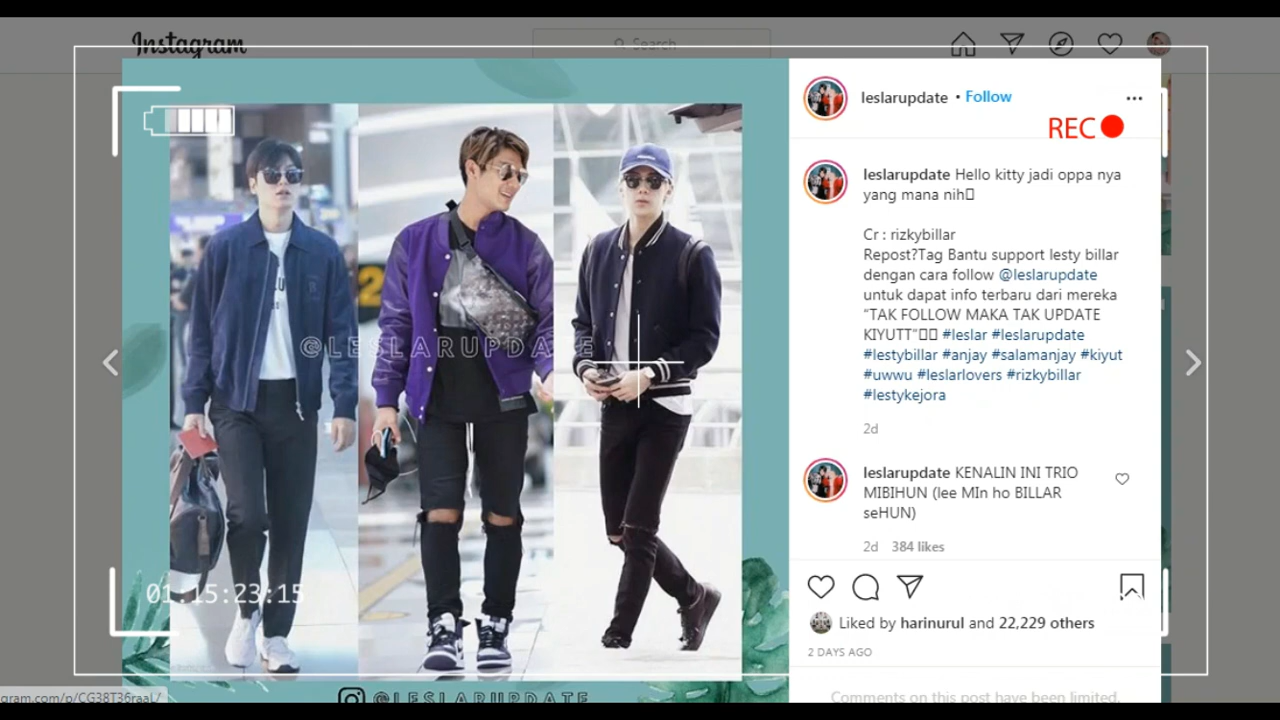 Instagram
Search
leslarupdate • Follow
REC
leslarupdate Hello kitty jadi oppa nya
yang mana nih
Cr : rizkybillar
Repost?Tag Bantu support lesty billar
dengan cara follow @leslarupdate
untuk dapat info terbaru dari mereka
"TAK FOLLOW MAKA TAK UPDATE
KIYUTT" #leslar #leslarupdate
#lestybillar #anjay #salamanjay #kiyut
#uwwu #leslarlovers #rizkybillar
#lestykejora
2d
leslarupdate KENALIN INI TRIO
MIBIHUN (lee MIn ho BILLAR
seHUN)
2d 384 likes
Liked by harinurul and 22,229 others
2 DAYS AGO
Comments on this post have been limited.
@LESLARUPDATE
01:15:23:15
@LESLARUPDATE
gram.com/p/CG38T36raaL/